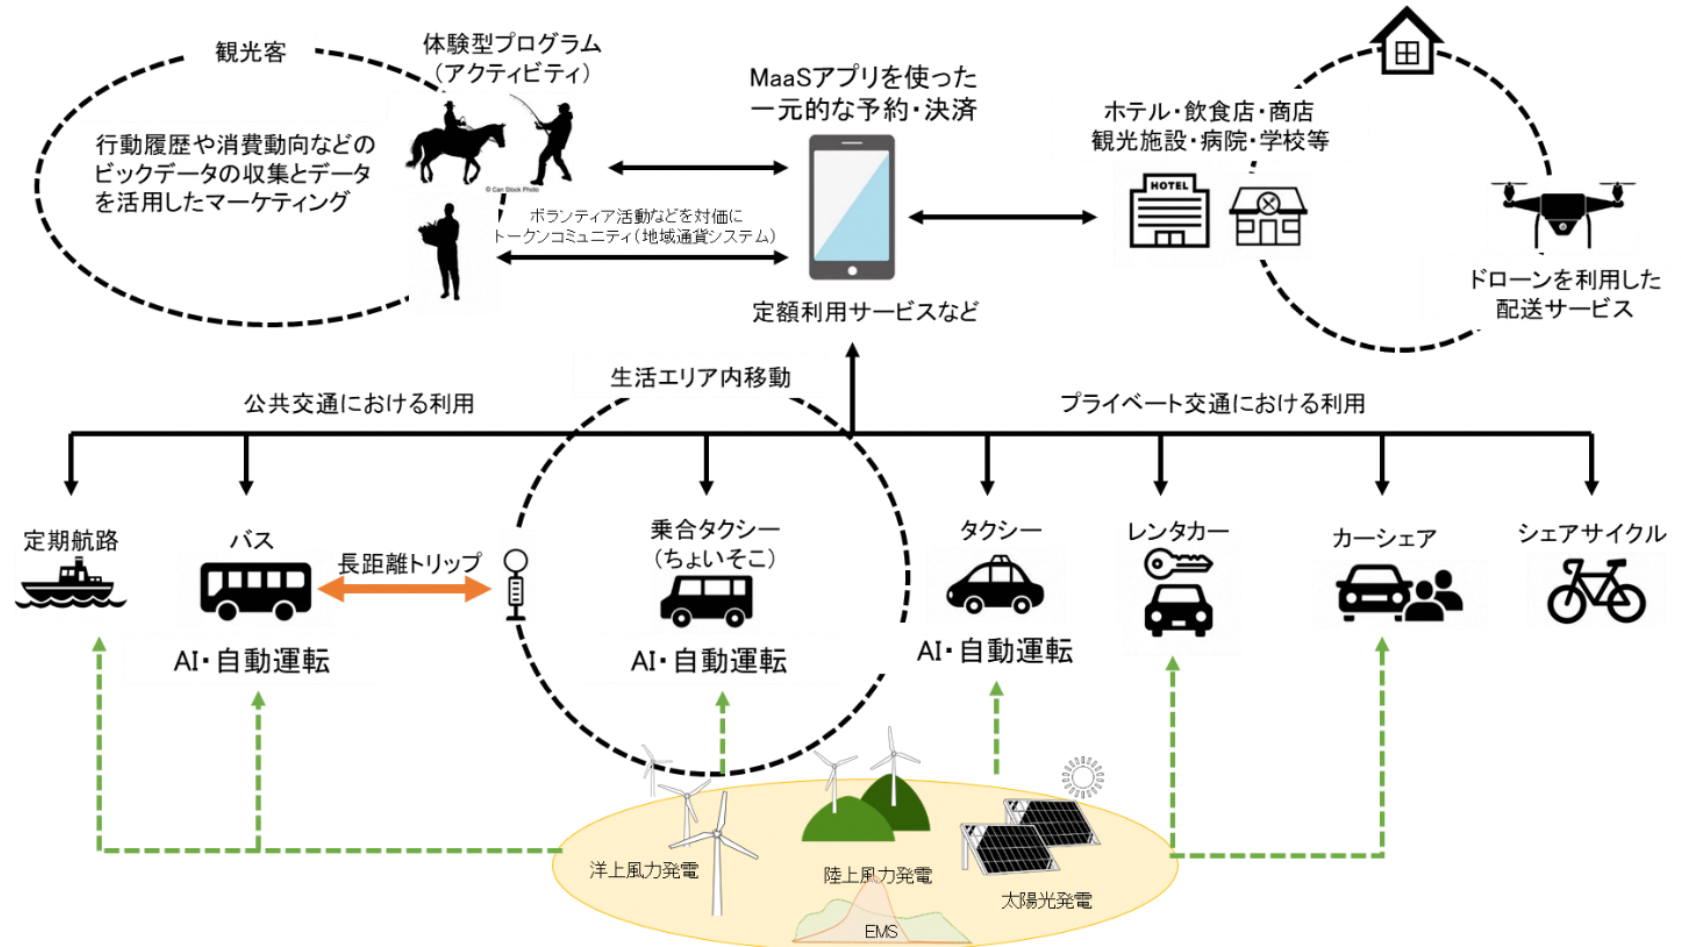 観光客
体験型プログラム
（アクティビティ）
行動履歴や消費動向などの
ビックデータの収集とデータ
を活用したマーケティング
© Can Stock Photo
ボランティア活動などを対価に
トークンコミュニティ（地域通貨システム）
MaaSアプリを使った
一元的な予約・決済
定額利用サービスなど
ホテル・飲食店・商店
観光施設・病院・学校等
HOTEL
ドローンを利用した
配送サービス
生活エリア内移動
公共交通における利用
プライベート交通における利用
定期航路
バス
長距離トリップ
乗合タクシー
（ちょいそこ）
タクシー
レンタカー
カーシェア
シェアサイクル
AI・自動運転
AI・自動運転
AI・自動運転
洋上風力発電
陸上風力発電
太陽光発電
EMS